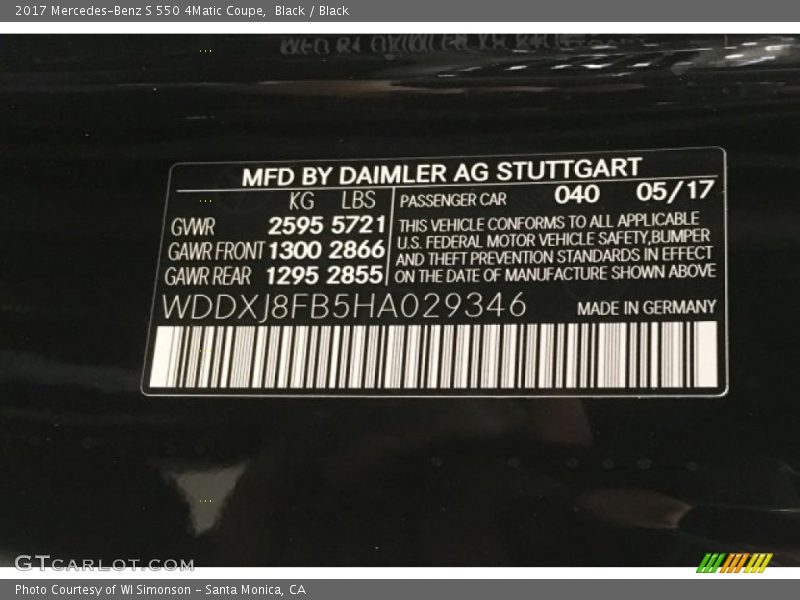 2017 Mercedes-Benz S 550 4Matic Coupe, Black / Black
MFD BY DAIMLER AG STUTTGART
KG LBS
GVWR 2595 5721
GAWR FRONT 1300 2866
GAWR REAR 1295 2855
PASSENGER CAR 040 05/17
THIS VEHICLE CONFORMS TO ALL APPLICABLE
U.S. FEDERAL MOTOR VEHICLE SAFETY,BUMPER
AND THEFT PREVENTION STANDARDS IN EFFECT
ON THE DATE OF MANUFACTURE SHOWN ABOVE
WDDXJ8FB5HA029346 MADE IN GERMANY
GTCARLOT.COM
Photo Courtesy of WI Simonson - Santa Monica, CA